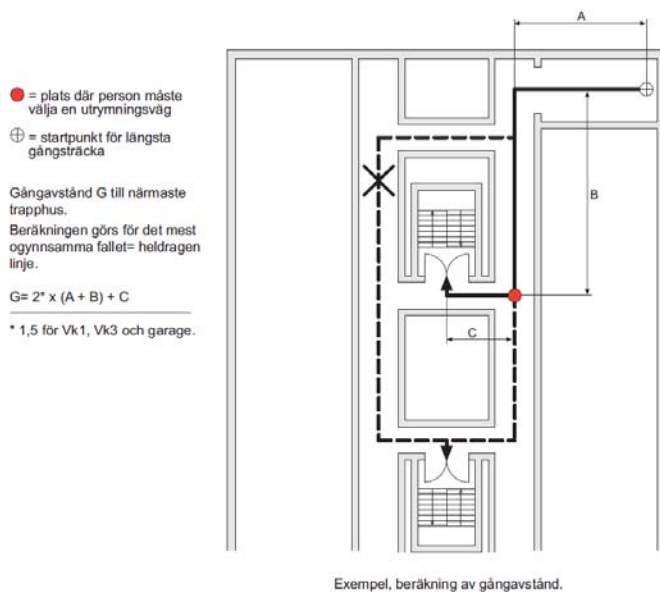 = plats där person måste
välja en utrymningsväg
= startpunkt för längsta
gångsträcka
Gångavstånd G till närmaste
trapphus.
Beräkningen görs för det mest
ogynnsamma fallet= heldragen
linje.
G= 2* x (A + B) + C
* 1,5 för Vk1, Vk3 och garage.
A
B
C
Exempel, beräkning av gångavstånd.